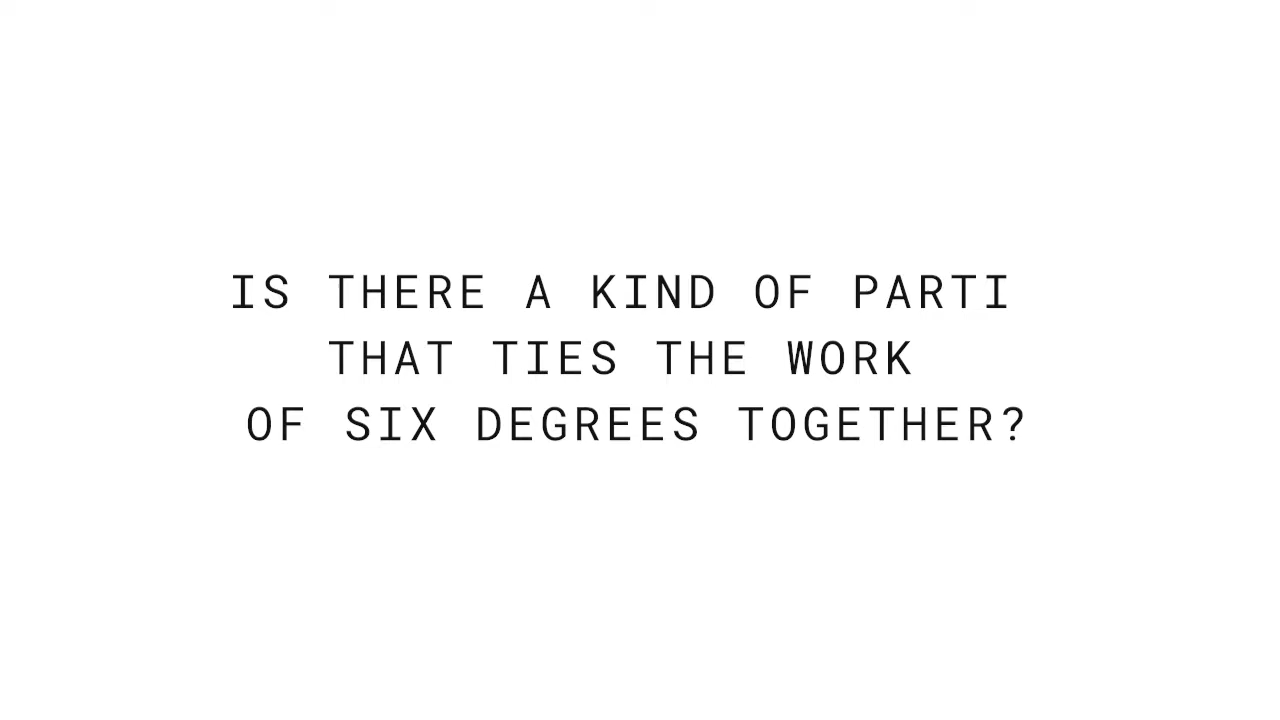 IS THERE A KIND OF PARTI
THAT TIES THE WORK
OF SIX DEGREES TOGETHER?